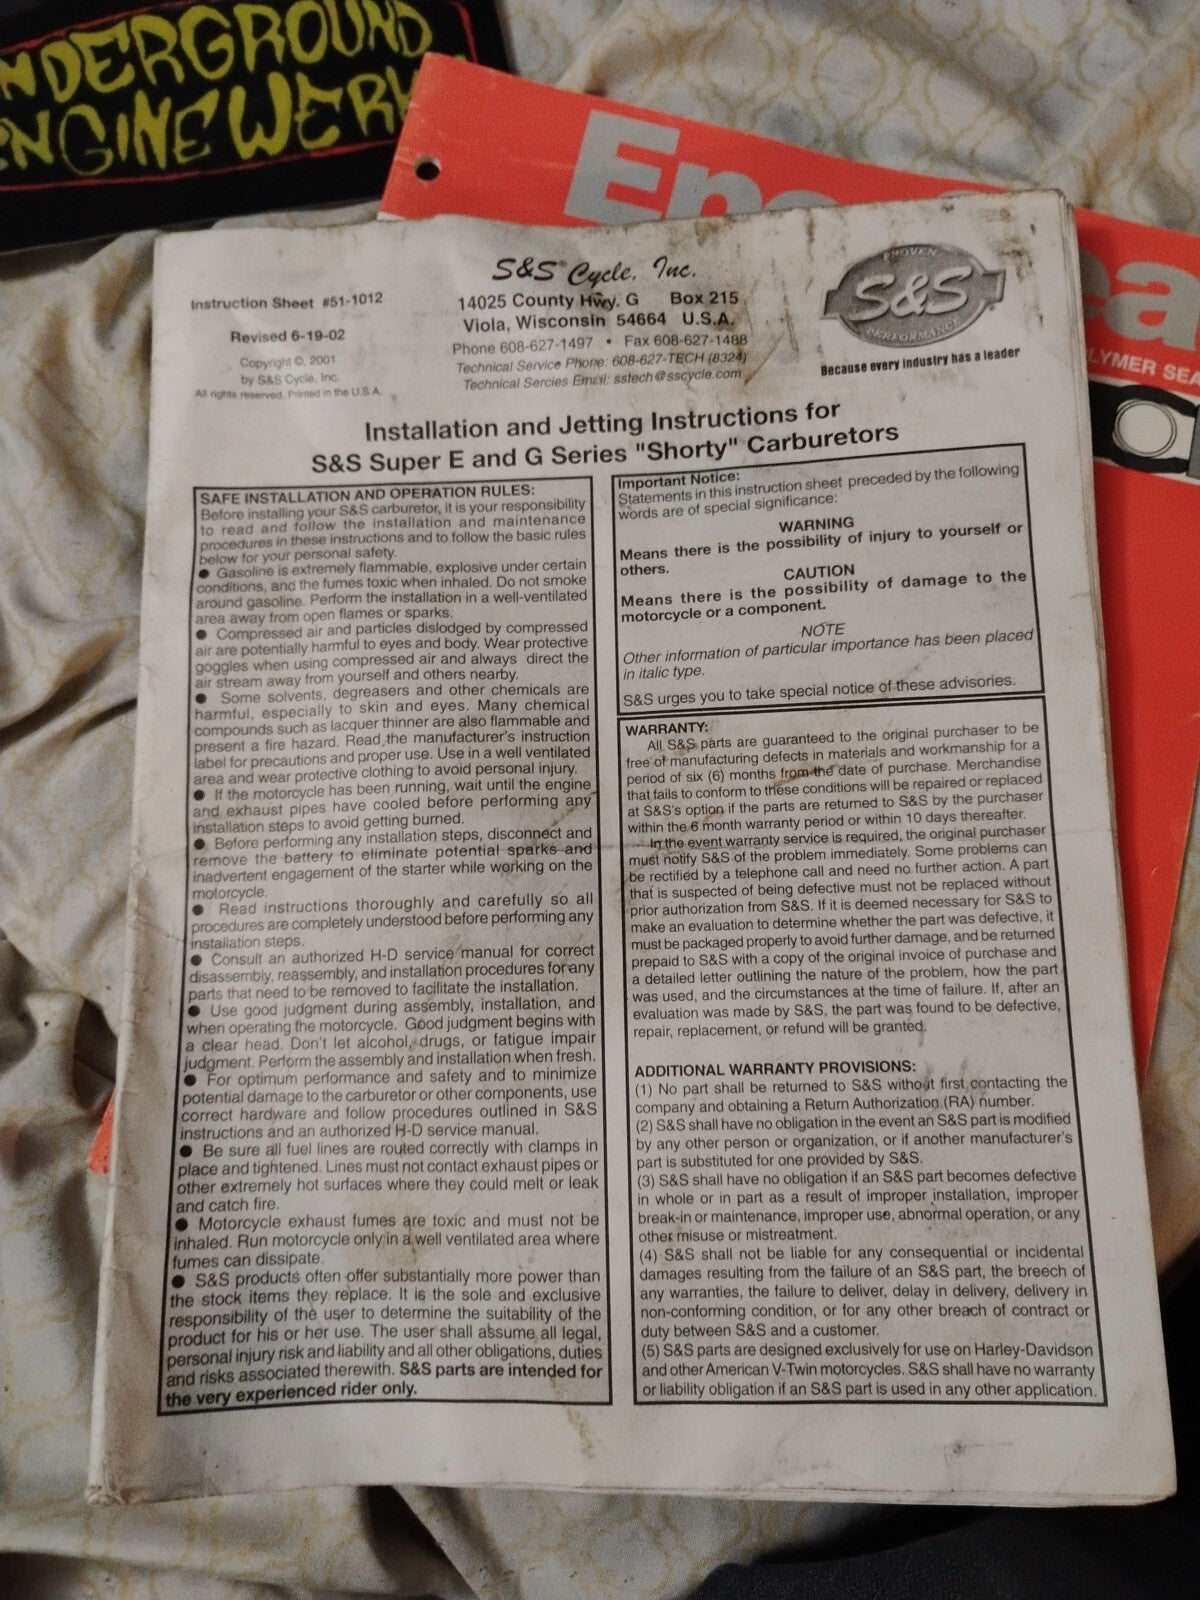 UNDERGROUND
ENGINEWERK
LYMER SEA
Instruction Sheet #51-1012
Revised 6-19-02
Copyright ©, 2001
by S&S Cycle, Inc.
All rights reserved. Printed in the U.S.A.
S&S® Cycle, Inc.
14025 County Hwy. G Box 215
Viola, Wisconsin 54664 U.S.A.
Phone 608-627-1497 • Fax 608-627-1488
Technical Service Phone: 608-627-TECH (8324)
Technical Sercies Email: sstech@sscycle.com
PROVEN
S&S
PERFORMANCE
Because every industry has a leader
Installation and Jetting Instructions for
S&S Super E and G Series "Shorty" Carburetors
SAFE INSTALLATION AND OPERATION RULES:
Before installing your S&S carburetor, it is your responsibility
to read and follow the installation and maintenance
procedures in these instructions and to follow the basic rules
below for your personal safety.
● Gasoline is extremely flammable, explosive under certain
conditions, and the fumes toxic when inhaled. Do not smoke
around gasoline. Perform the installation in a well-ventilated
area away from open flames or sparks.
● Compressed air and particles dislodged by compressed
air are potentially harmful to eyes and body. Wear protective
goggles when using compressed air and always direct the
air stream away from yourself and others nearby.
● Some solvents, degreasers and other chemicals are
harmful, especially to skin and eyes. Many chemical
compounds such as lacquer thinner are also flammable and
present a fire hazard. Read the manufacturer's instruction
label for precautions and proper use. Use in a well ventilated
area and wear protective clothing to avoid personal injury.
● If the motorcycle has been running, wait until the engine
and exhaust pipes have cooled before performing any
installation steps to avoid getting burned.
● Before performing any installation steps, disconnect and
remove the battery to eliminate potential sparks and
inadvertent engagement of the starter while working on the
motorcycle.
● Read instructions thoroughly and carefully so all
procedures are completely understood before performing any
installation steps.
● Consult an authorized H-D service manual for correct
disassembly, reassembly, and installation procedures for any
parts that need to be removed to facilitate the installation.
● Use good judgment during assembly, installation, and
when operating the motorcycle. Good judgment begins with
a clear head. Don't let alcohol, drugs, or fatigue impair
judgment. Perform the assembly and installation when fresh.
● For optimum performance and safety and to minimize
potential damage to the carburetor or other components, use
correct hardware and follow procedures outlined in S&S
instructions and an authorized H-D service manual.
● Be sure all fuel lines are routed correctly with clamps in
place and tightened. Lines must not contact exhaust pipes or
other extremely hot surfaces where they could melt or leak
and catch fire.
● Motorcycle exhaust fumes are toxic and must not be
inhaled. Run motorcycle only in a well ventilated area where
fumes can dissipate.
● S&S products often offer substantially more power than
the stock items they replace. It is the sole and exclusive
responsibility of the user to determine the suitability of the
product for his or her use. The user shall assume all legal,
personal injury risk and liability and all other obligations, duties
and risks associated therewith. S&S parts are intended for
the very experienced rider only.
Important Notice:
Statements in this instruction sheet preceded by the following
words are of special significance:
WARNING
Means there is the possibility of injury to yourself or
others.
CAUTION
Means there is the possibility of damage to the
motorcycle or a component.
NOTE
Other information of particular importance has been placed
in italic type.
S&S urges you to take special notice of these advisories.
WARRANTY:
All S&S parts are guaranteed to the original purchaser to be
free of manufacturing defects in materials and workmanship for a
period of six (6) months from the date of purchase. Merchandise
that fails to conform to these conditions will be repaired or replaced
at S&S's option if the parts are returned to S&S by the purchaser
within the 6 month warranty period or within 10 days thereafter.
In the event warranty service is required, the original purchaser
must notify S&S of the problem immediately. Some problems can
be rectified by a telephone call and need no further action. A part
that is suspected of being defective must not be replaced without
prior authorization from S&S. If it is deemed necessary for S&S to
make an evaluation to determine whether the part was defective, it
must be packaged properly to avoid further damage, and be returned
prepaid to S&S with a copy of the original invoice of purchase and
a detailed letter outlining the nature of the problem, how the part
was used, and the circumstances at the time of failure. If, after an
evaluation was made by S&S, the part was found to be defective,
repair, replacement, or refund will be granted.
ADDITIONAL WARRANTY PROVISIONS:
(1) No part shall be returned to S&S without first contacting the
company and obtaining a Return Authorization (RA) number.
(2) S&S shall have no obligation in the event an S&S part is modified
by any other person or organization, or if another manufacturer's
part is substituted for one provided by S&S.
(3) S&S shall have no obligation if an S&S part becomes defective
in whole or in part as a result of improper installation, improper
break-in or maintenance, improper use, abnormal operation, or any
other misuse or mistreatment.
(4) S&S shall not be liable for any consequential or incidental
damages resulting from the failure of an S&S part, the breach of
any warranties, the failure to deliver, delay in delivery, delivery in
non-conforming condition, or for any other breach of contract or
duty between S&S and a customer.
(5) S&S parts are designed exclusively for use on Harley-Davidson
and other American V-Twin motorcycles. S&S shall have no warranty
or liability obligation if an S&S part is used in any other application.